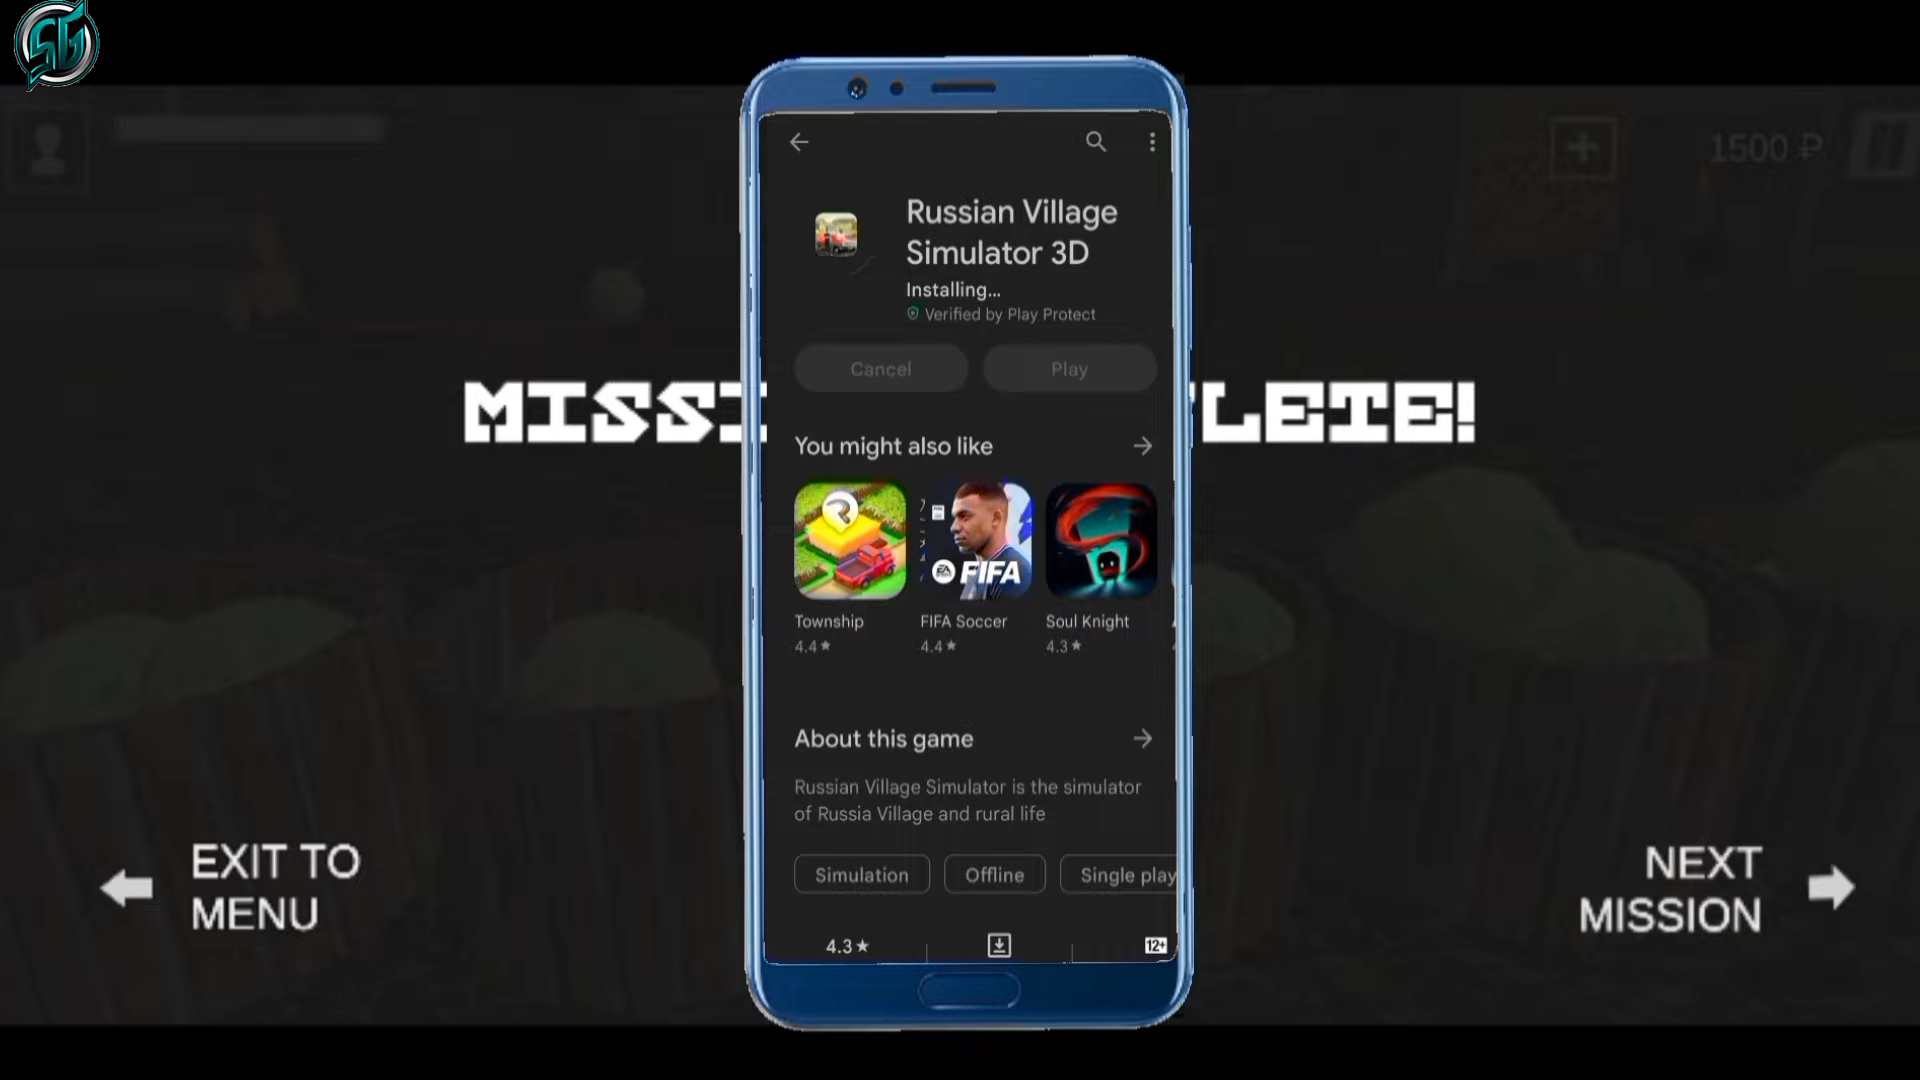 SG
1500 ₽
Russian Village
Simulator 3D
Installing...
Verified by Play Protect
Cancel
Play
LETE!
You might also like
FIFA
Township
FIFA Soccer
Soul Knight
4.4★
4.4★
4.3★
About this game
Russian Village Simulator is the simulator
of Russia Village and rural life
Simulation
Offline
Single play
4.3★
12+
EXIT TO
MENU
NEXT
MISSION